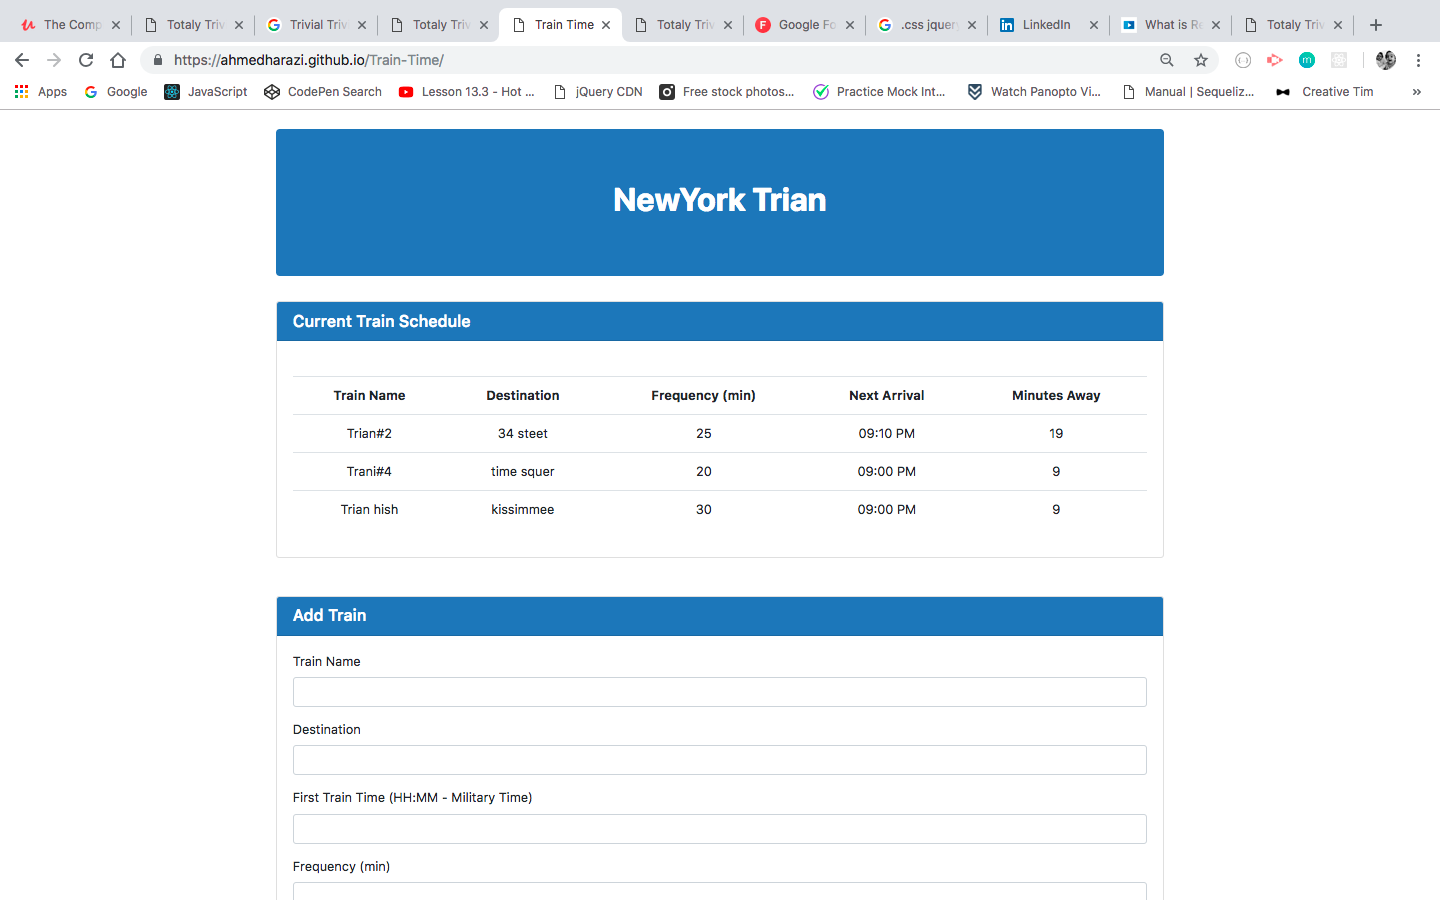 The Comp Totaly Triv Trivial Triv Totaly Triv Train Time Totaly Triv Google Fo .css jquery LinkedIn What is Re Totaly Triv
https://ahmedharazi.github.io/Train-Time/
Apps Google JavaScript CodePen Search Lesson 13.3 - Hot ... jQuery CDN Free stock photos... Practice Mock Int... Watch Panopto Vi... Manual | Sequeliz... Creative Tim »
NewYork Trian
Current Train Schedule
Train Name Destination Frequency (min) Next Arrival Minutes Away
Trian#2 34 steet 25 09:10 PM 19
Trani#4 time squer 20 09:00 PM 9
Trian hish kissimmee 30 09:00 PM 9
Add Train
Train Name
Destination
First Train Time (HH:MM - Military Time)
Frequency (min)